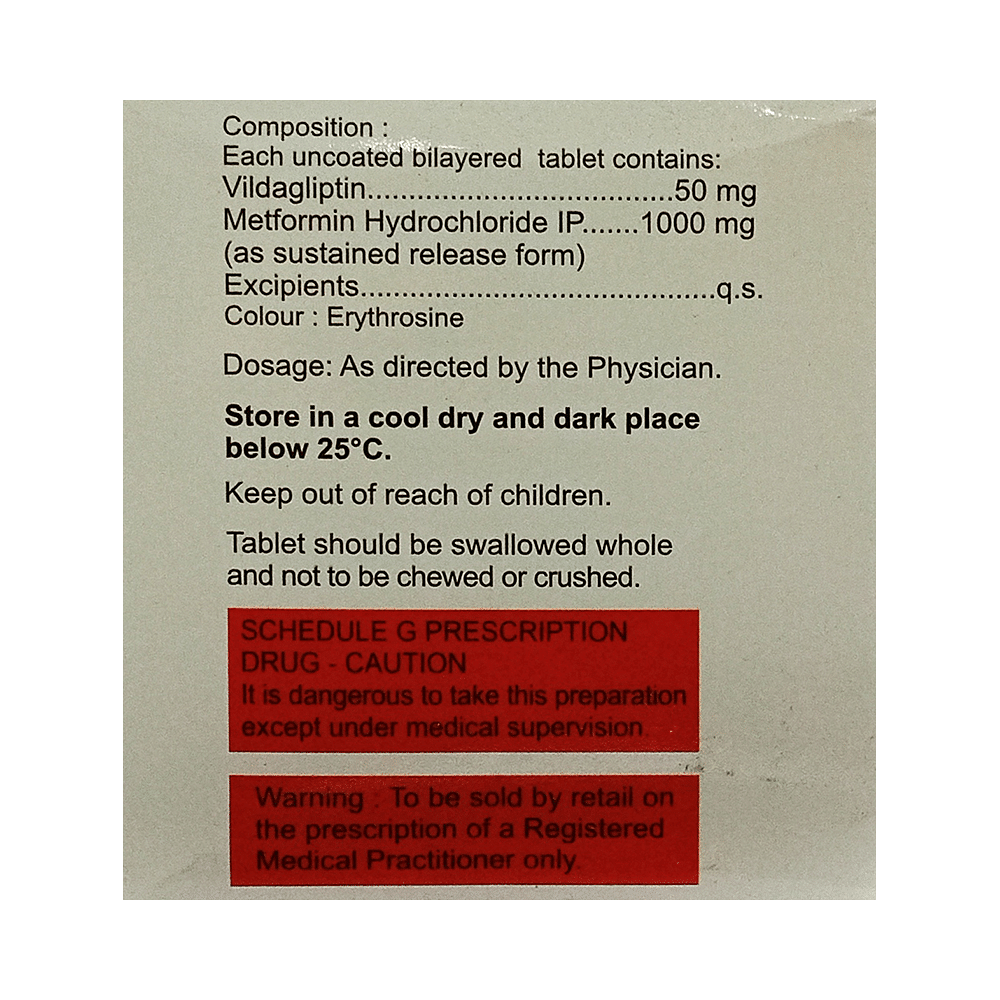 Composition :
Each uncoated bilayered tablet contains:
Vildagliptin.....................................50 mg
Metformin Hydrochloride IP.......1000 mg
(as sustained release form)
Excipients...........................................q.s.
Colour : Erythrosine
Dosage: As directed by the Physician.
Store in a cool dry and dark place
below 25°C.
Keep out of reach of children.
Tablet should be swallowed whole
and not to be chewed or crushed.
SCHEDULE G PRESCRIPTION
DRUG - CAUTION
It is dangerous to take this preparation
except under medical supervision.
Warning : To be sold by retail on
the prescription of a Registered
Medical Practitioner only.